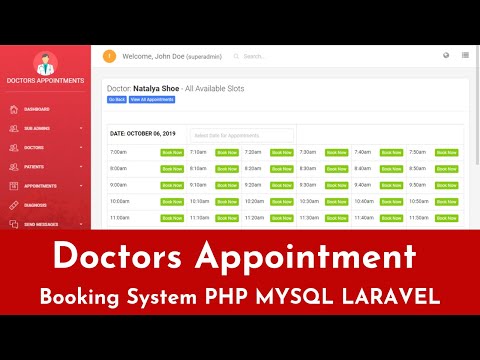 Welcome, John Doe (superadmin)
Search...
DOCTORS APPOINTMENTS
DASHBOARD
SUB ADMINS
DOCTORS
PATIENTS
APPOINTMENTS
DIAGNOSIS
SEND MESSAGES
Doctor: Natalya Shoe - All Available Slots
Go Back View All Appointments
DATE: OCTOBER 06, 2019 Select Date for Appointments
7:00am Book Now 7:10am Book Now 7:20am Book Now 7:30am Book Now 7:40am Book Now 7:50am Book Now
8:00am Book Now 8:10am Book Now 8:20am Book Now 8:30am Book Now 8:40am Book Now 8:50am Book Now
9:00am Book Now 9:10am Book Now 9:20am Book Now 9:30am Book Now 9:40am Book Now 9:50am Book Now
10:00am Book Now 10:10am Book Now 10:20am Book Now 10:30am Book Now 10:40am Book Now 10:50am Book Now
11:00am Book Now 11:10am Book Now 11:20am Book Now 11:30am Book Now 11:40am Book Now 11:50am Book Now
Doctors Appointment
Booking System PHP MYSQL LARAVEL